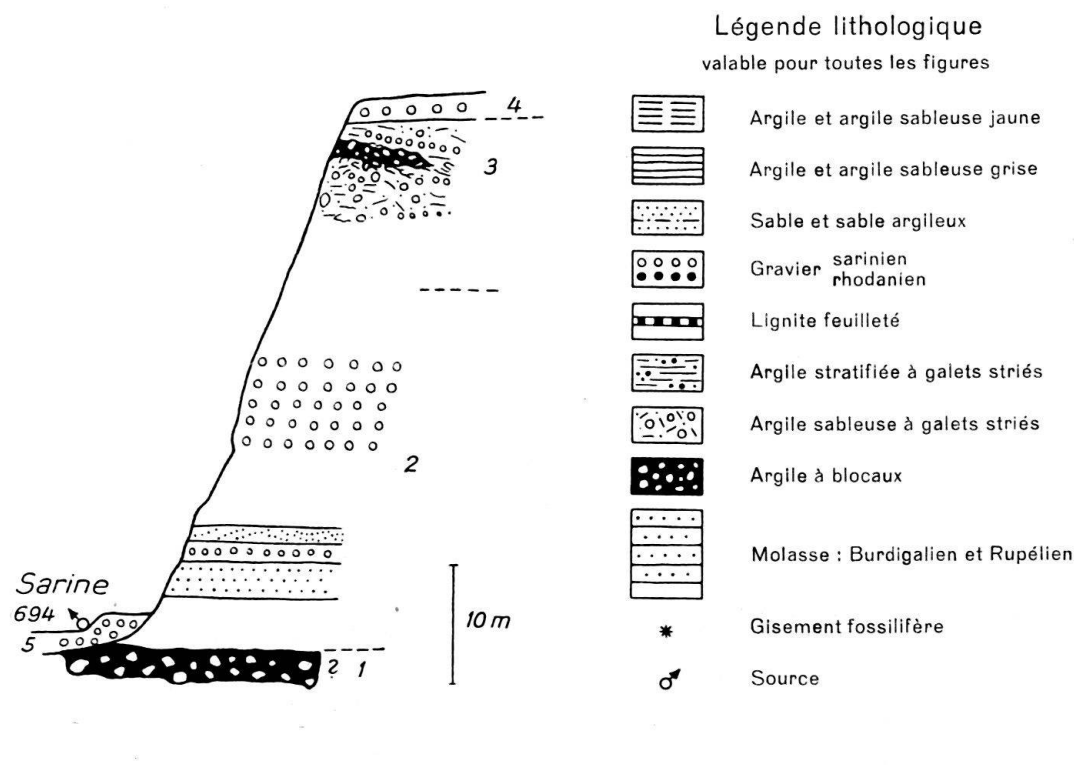 Légende lithologique
valable pour toutes les figures
Argile et argile sableuse jaune
Argile et argile sableuse grise
Sable et sable argileux
Gravier sarinien
rhodanien
Lignite feuilleté
Argile stratifiée à galets striés
Argile sableuse à galets striés
Argile à blocaux
Molasse : Burdigalien et Rupélien
Gisement fossilifère
Source
4
3
2
Sarine
694
5
10 m
? 1